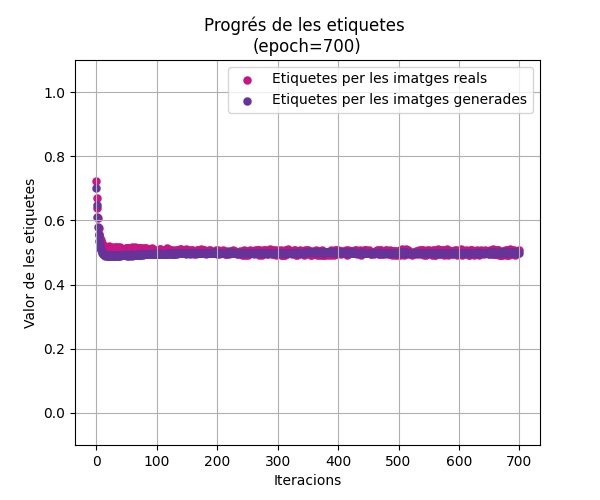 Progrés de les etiquetes
(epoch=700)
Etiquetes per les imatges reals
Etiquetes per les imatges generades
Valor de les etiquetes
1.0
0.8
0.6
0.4
0.2
0.0
0 100 200 300 400 500 600 700
Iteracions